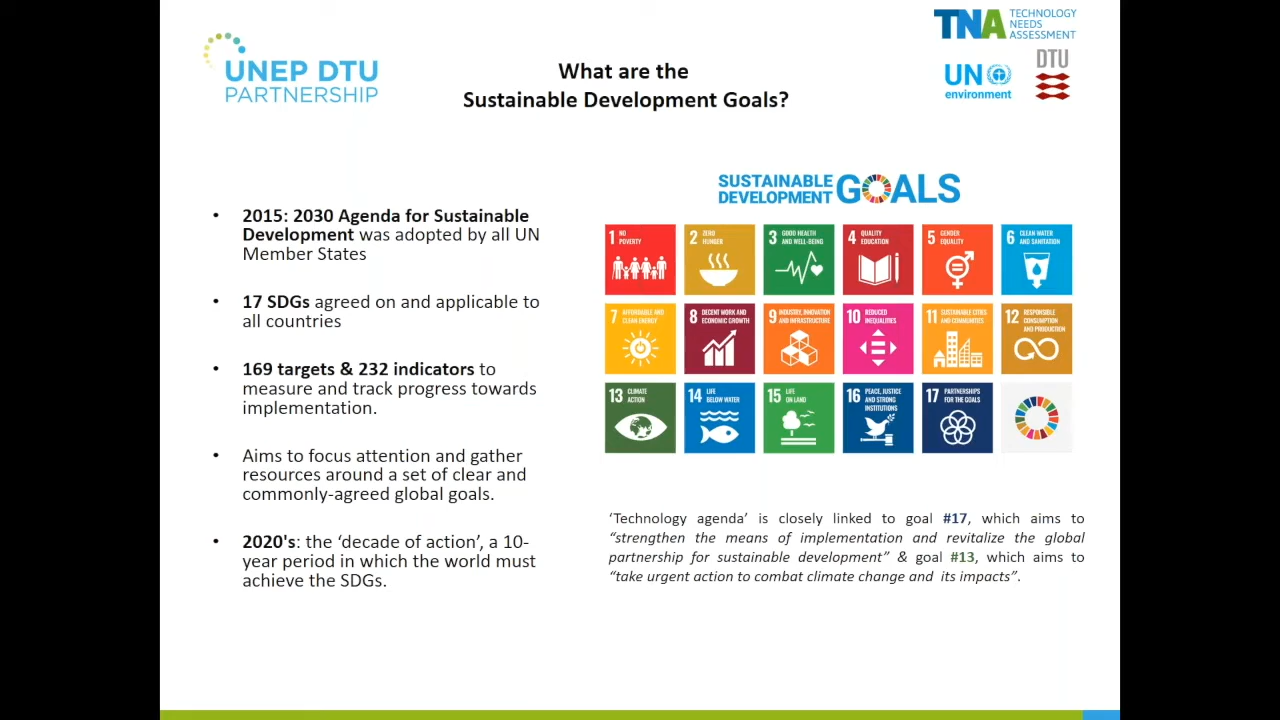 UNEP DTU
PARTNERSHIP
What are the
Sustainable Development Goals?
TNA
TECHNOLOGY
NEEDS
ASSESSMENT
UN
environment
DTU
• 2015: 2030 Agenda for Sustainable
Development was adopted by all UN
Member States
• 17 SDGs agreed on and applicable to
all countries
• 169 targets & 232 indicators to
measure and track progress towards
implementation.
• Aims to focus attention and gather
resources around a set of clear and
commonly-agreed global goals.
• 2020's: the ‘decade of action’, a 10-
year period in which the world must
achieve the SDGs.
SUSTAINABLE
DEVELOPMENT
GOALS
1 NO
POVERTY
2 ZERO
HUNGER
3 GOOD HEALTH
AND WELL-BEING
4 QUALITY
EDUCATION
5 GENDER
EQUALITY
6 CLEAN WATER
AND SANITATION
7 AFFORDABLE AND
CLEAN ENERGY
8 DECENT WORK AND
ECONOMIC GROWTH
9 INDUSTRY, INNOVATION
AND INFRASTRUCTURE
10 REDUCED
INEQUALITIES
11 SUSTAINABLE CITIES
AND COMMUNITIES
12 RESPONSIBLE
CONSUMPTION
AND PRODUCTION
13 CLIMATE
ACTION
14 LIFE
BELOW WATER
15 LIFE
ON LAND
16 PEACE, JUSTICE
AND STRONG
INSTITUTIONS
17 PARTNERSHIPS
FOR THE GOALS
‘Technology agenda’ is closely linked to goal #17, which aims to
“strengthen the means of implementation and revitalize the global
partnership for sustainable development” & goal #13, which aims to
“take urgent action to combat climate change and its impacts”.